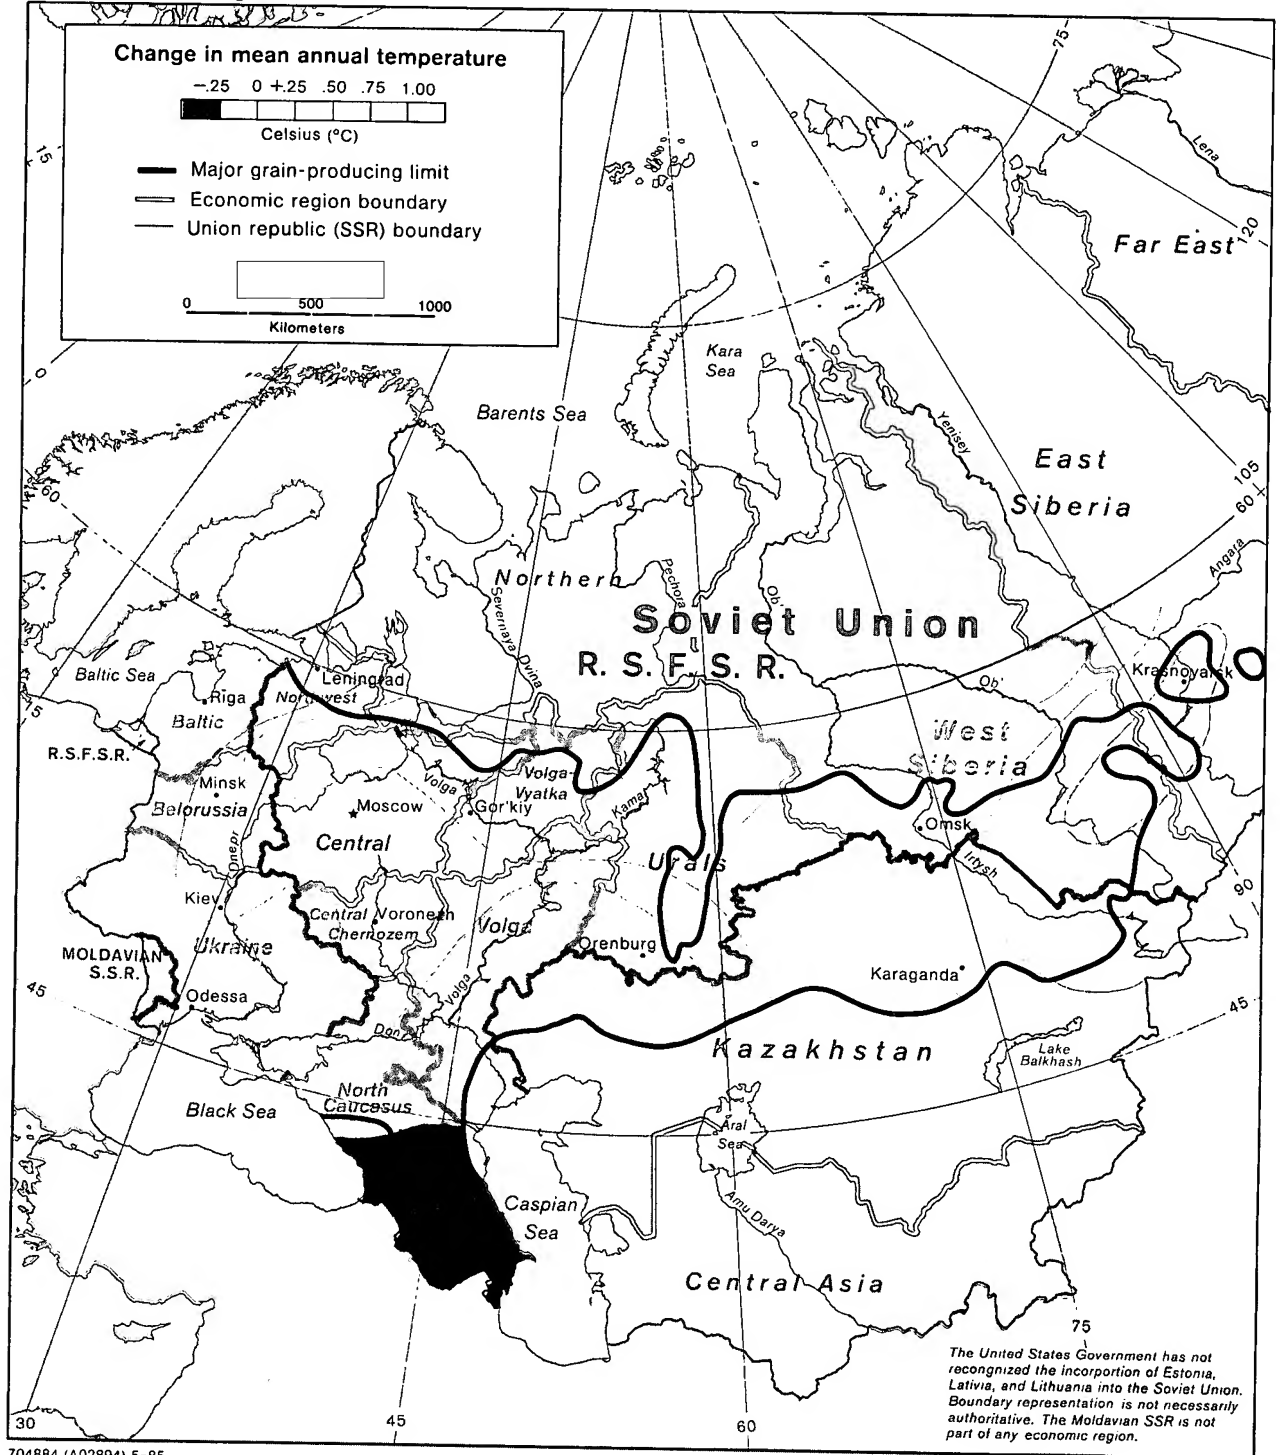 Change in mean annual temperature
—.25 0 +.25 .50 .75 1.00
Celsius (°C)
Major grain-producing limit
Economic region boundary
Union republic (SSR) boundary
0 500 1000
Kilometers
75
Lena
15
120
Far East
Kara
Sea
0
Barents Sea
Yenisey
East
Siberia
105
60
60
Angara
Northern
Pechora
Ob'
Severnaya Dvina
Soviet Union
R. S. F. S. R.
Baltic Sea
Leningrad
Krasnoyarsk
Ob'
Riga
Northwest
15
Baltic
West
Siberia
R.S.F.S.R.
Volga-
Vyatka
Minsk
Volga
Kama
Belorussia
Moscow
Gor'kiy
Omsk
Dnepr
Central
Urals
Irtysh
90
Kiev
Central
Chernozem
Voronezh
Volga
Ukraine
Orenburg
MOLDAVIAN
S.S.R.
Karaganda
45
Odessa
Volga
45
Don
Kazakhstan
Lake
Balkhash
North
Caucasus
Black Sea
Aral
Sea
Caspian
Sea
Amu Darya
Central Asia
75
The United States Government has not
recongnized the incorportion of Estonia,
Lativia, and Lithuania into the Soviet Union.
Boundary representation is not necessarily
authoritative. The Moldavian SSR is not
part of any economic region.
30
45
60
704884 (A02894) 5-85